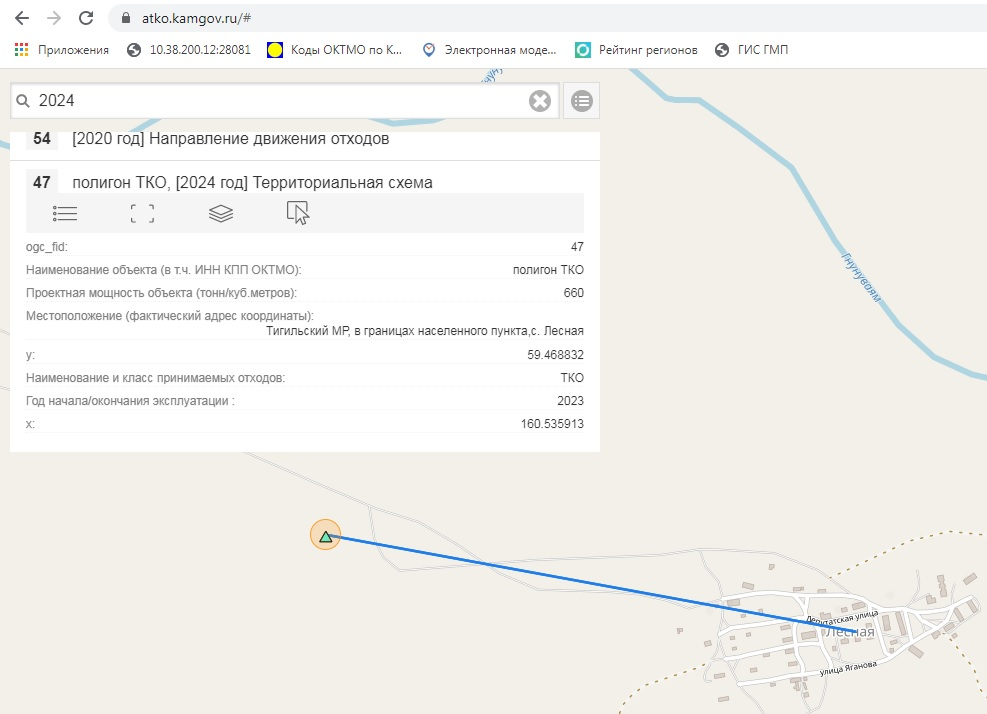 atko.kamgov.ru/#
Приложения 10.38.200.12:28081 Коды ОКТМО по К... Электронная моде... Рейтинг регионов ГИС ГМП
2024
54 [2020 год] Направление движения отходов
47 полигон ТКО, [2024 год] Территориальная схема
ogc_fid: 47
Наименование объекта (в т.ч. ИНН КПП ОКТМО): полигон ТКО
Проектная мощность объекта (тонн/куб.метров): 660
Местоположение (фактический адрес координаты):
Тигильский МР, в границах населенного пункта,с. Лесная
y: 59.468832
Наименование и класс принимаемых отходов: ТКО
Год начала/окончания эксплуатации : 2023
x: 160.535913
Гнунуваям
Депутатская улица
Лесная
улица Яганова